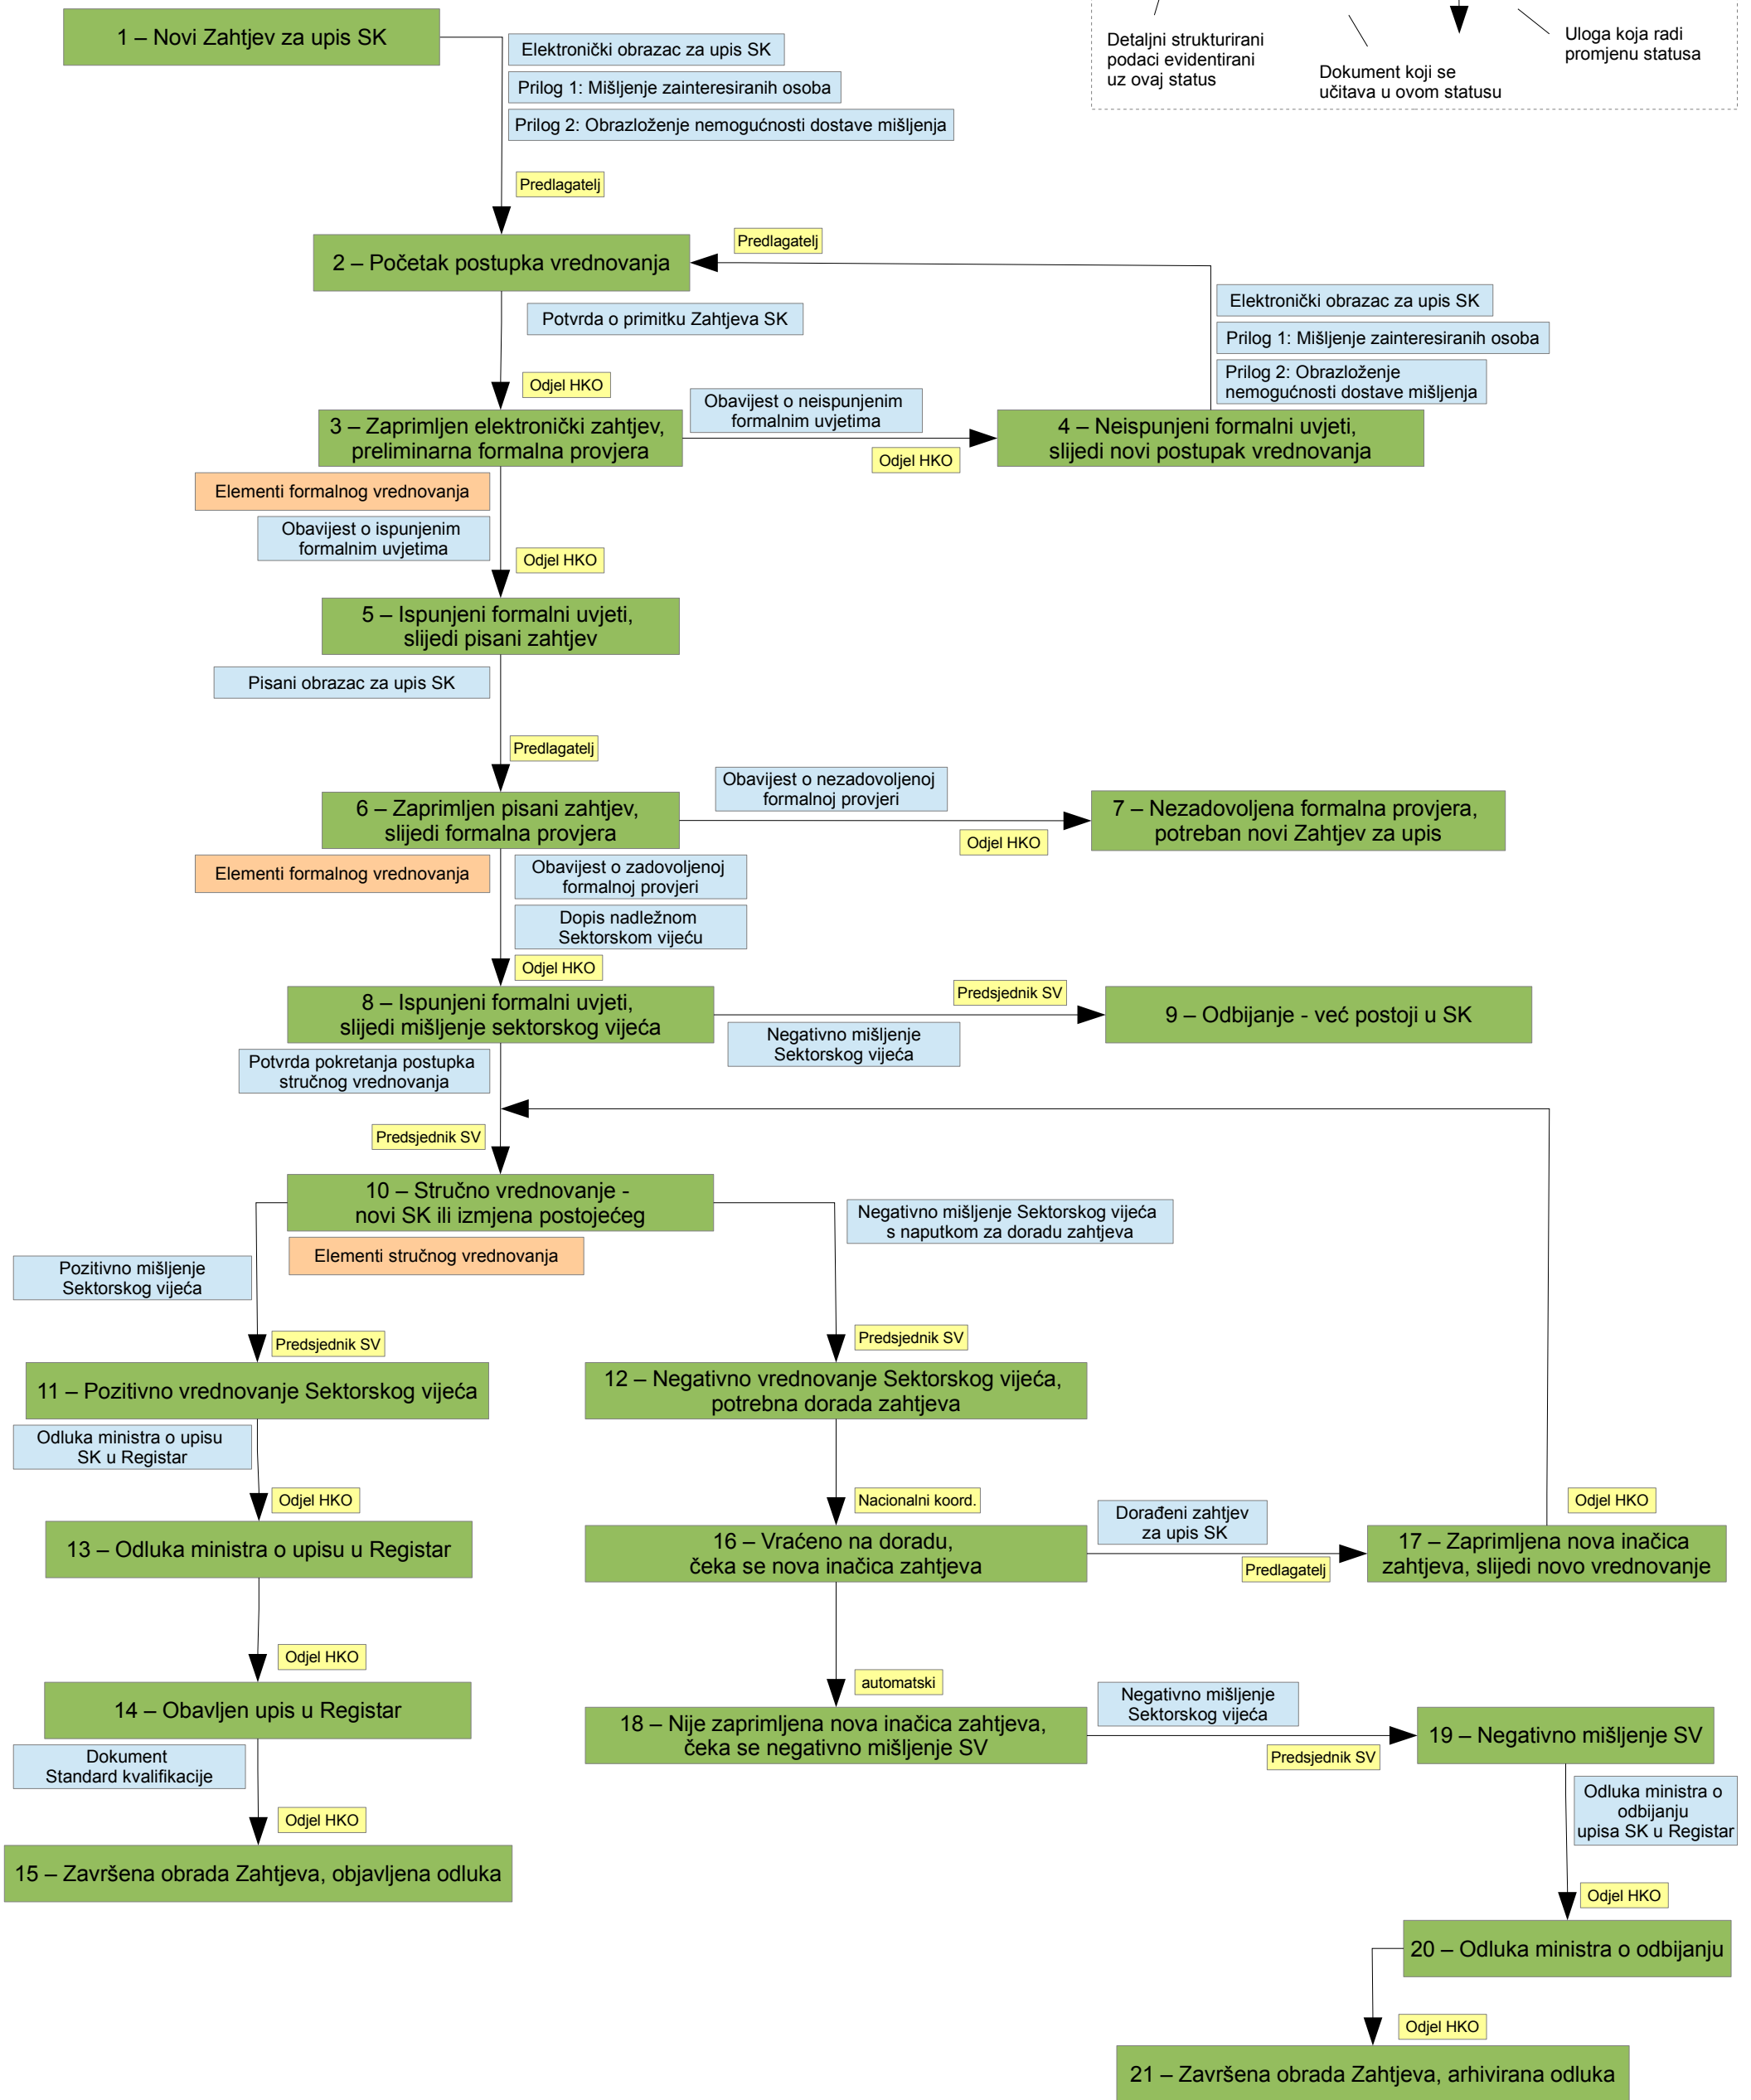 1 – Novi Zahtjev za upis SK
Detaljni strukturirani
podaci evidentirani
uz ovaj status
Dokument koji se
učitava u ovom statusu
Uloga koja radi
promjenu statusa
Elektronički obrazac za upis SK
Prilog 1: Mišljenje zainteresiranih osoba
Prilog 2: Obrazloženje nemogućnosti dostave mišljenja
Predlagatelj
2 – Početak postupka vrednovanja
Predlagatelj
Potvrda o primitku Zahtjeva SK
Elektronički obrazac za upis SK
Prilog 1: Mišljenje zainteresiranih osoba
Prilog 2: Obrazloženje
nemogućnosti dostave mišljenja
Odjel HKO
3 – Zaprimljen elektronički zahtjev,
preliminarna formalna provjera
Obavijest o neispunjenim
formalnim uvjetima
Odjel HKO
4 – Neispunjeni formalni uvjeti,
slijedi novi postupak vrednovanja
Elementi formalnog vrednovanja
Obavijest o ispunjenim
formalnim uvjetima
Odjel HKO
5 – Ispunjeni formalni uvjeti,
slijedi pisani zahtjev
Pisani obrazac za upis SK
Predlagatelj
6 – Zaprimljen pisani zahtjev,
slijedi formalna provjera
Obavijest o nezadovoljenoj
formalnoj provjeri
Odjel HKO
7 – Nezadovoljena formalna provjera,
potreban novi Zahtjev za upis
Elementi formalnog vrednovanja
Obavijest o zadovoljenoj
formalnoj provjeri
Dopis nadležnom
Sektorskom vijeću
Odjel HKO
8 – Ispunjeni formalni uvjeti,
slijedi mišljenje sektorskog vijeća
Predsjednik SV
Negativno mišljenje
Sektorskog vijeća
9 – Odbijanje - već postoji u SK
Potvrda pokretanja postupka
stručnog vrednovanja
Predsjednik SV
10 – Stručno vrednovanje -
novi SK ili izmjena postojećeg
Elementi stručnog vrednovanja
Negativno mišljenje Sektorskog vijeća
s naputkom za doradu zahtjeva
Pozitivno mišljenje
Sektorskog vijeća
Predsjednik SV
Predsjednik SV
11 – Pozitivno vrednovanje Sektorskog vijeća
12 – Negativno vrednovanje Sektorskog vijeća,
potrebna dorada zahtjeva
Odluka ministra o upisu
SK u Registar
Odjel HKO
Nacionalni koord.
Dorađeni zahtjev
za upis SK
Predlagatelj
Odjel HKO
13 – Odluka ministra o upisu u Registar
16 – Vraćeno na doradu,
čeka se nova inačica zahtjeva
17 – Zaprimljena nova inačica
zahtjeva, slijedi novo vrednovanje
Odjel HKO
automatski
14 – Obavljen upis u Registar
18 – Nije zaprimljena nova inačica zahtjeva,
čeka se negativno mišljenje SV
Negativno mišljenje
Sektorskog vijeća
Predsjednik SV
19 – Negativno mišljenje SV
Dokument
Standard kvalifikacije
Odjel HKO
Odluka ministra o
odbijanju
upisa SK u Registar
15 – Završena obrada Zahtjeva, objavljena odluka
Odjel HKO
20 – Odluka ministra o odbijanju
Odjel HKO
21 – Završena obrada Zahtjeva, arhivirana odluka